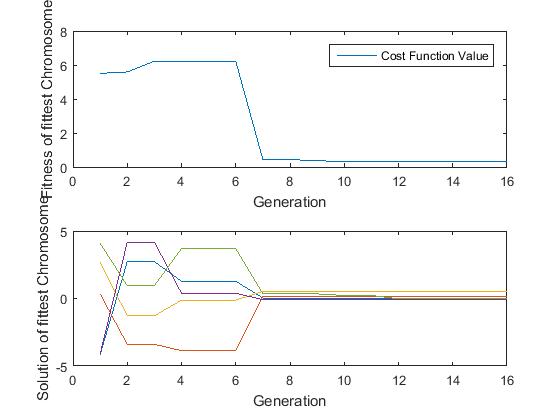 Fitness of fittest Chromosome
8
6
4
2
0
Cost Function Value
0 2 4 6 8 10 12 14 16
Generation
Solution of fittest Chromosome
5
0
-5
0 2 4 6 8 10 12 14 16
Generation